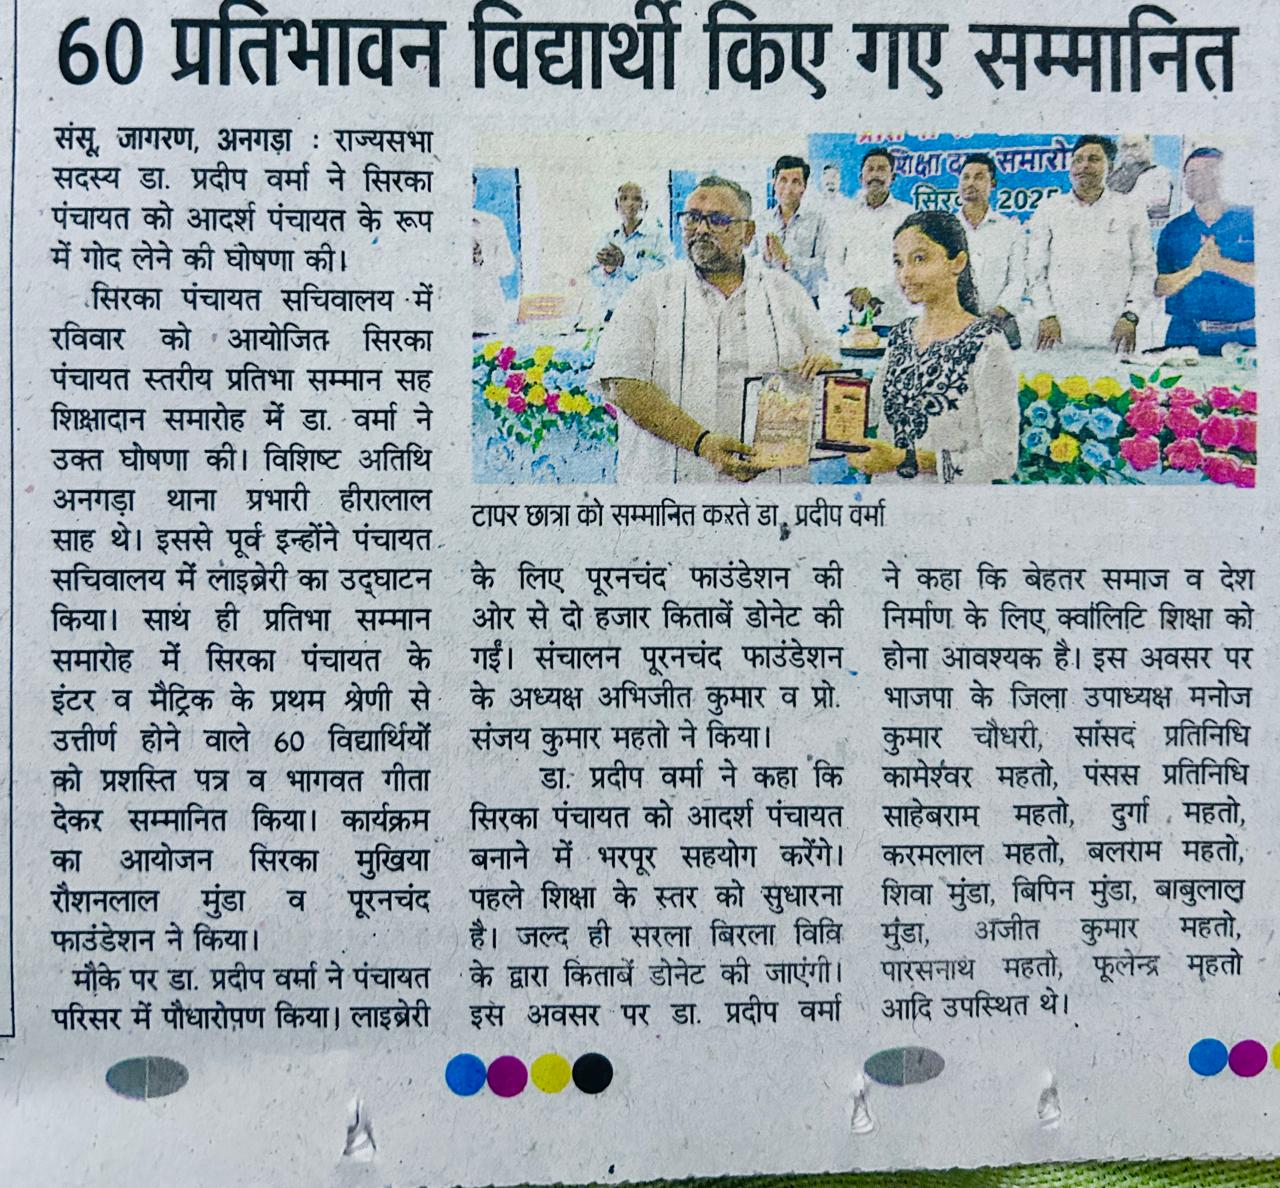 60 प्रतिभावन विद्यार्थी किए गए सम्मानित
संसू, जागरण, अनगड़ा : राज्यसभा
सदस्य डा. प्रदीप वर्मा ने सिरका
पंचायत को आदर्श पंचायत के रूप
में गोद लेने की घोषणा की।
सिरका पंचायत सचिवालय में
रविवार को आयोजित सिरका
पंचायत स्तरीय प्रतिभा सम्मान सह
शिक्षादान समारोह में डा. वर्मा ने
उक्त घोषणा की। विशिष्ट अतिथि
अनगड़ा थाना प्रभारी हीरालाल
साह थे। इससे पूर्व इन्होंने पंचायत
सचिवालय में लाइब्रेरी का उद्घाटन
किया। साथ ही प्रतिभा सम्मान
समारोह में सिरका पंचायत के
इंटर व मैट्रिक के प्रथम श्रेणी से
उत्तीर्ण होने वाले 60 विद्यार्थियों
को प्रशस्ति पत्र व भागवत गीता
देकर सम्मानित किया। कार्यक्रम
का आयोजन सिरका मुखिया
रौशनलाल मुंडा व पूरनचंद
फाउंडेशन ने किया।
मौके पर डा. प्रदीप वर्मा ने पंचायत
परिसर में पौधारोपण किया। लाइब्रेरी
शिक्षा समारो
2025
टापर छात्रा को सम्मानित करते डा. प्रदीप वर्मा
के लिए पूरनचंद फाउंडेशन की
ओर से दो हजार किताबें डोनेट की
गईं। संचालन पूरनचंद फाउंडेशन
के अध्यक्ष अभिजीत कुमार व प्रो.
संजय कुमार महतो ने किया।
डा. प्रदीप वर्मा ने कहा कि
सिरका पंचायत को आदर्श पंचायत
बनाने में भरपूर सहयोग करेंगे।
पहले शिक्षा के स्तर को सुधारना
है। जल्द ही सरला बिरला विवि
के द्वारा किताबें डोनेट की जाएंगी।
इस अवसर पर डा. प्रदीप वर्मा
ने कहा कि बेहतर समाज व देश
निर्माण के लिए क्वालिटि शिक्षा को
होना आवश्यक है। इस अवसर पर
भाजपा के जिला उपाध्यक्ष मनोज
कुमार चौधरी, सांसद प्रतिनिधि
कामेश्वर महतो, पंसस प्रतिनिधि
साहेबराम महतो, दुर्गा महतो,
करमलाल महतो, बलराम महतो,
शिवा मुंडा, बिपिन मुंडा, बाबुलाल
मुंडा, अजीत कुमार महतो,
पारसनाथ महतो, फूलेन्द्र महतो
आदि उपस्थित थे।